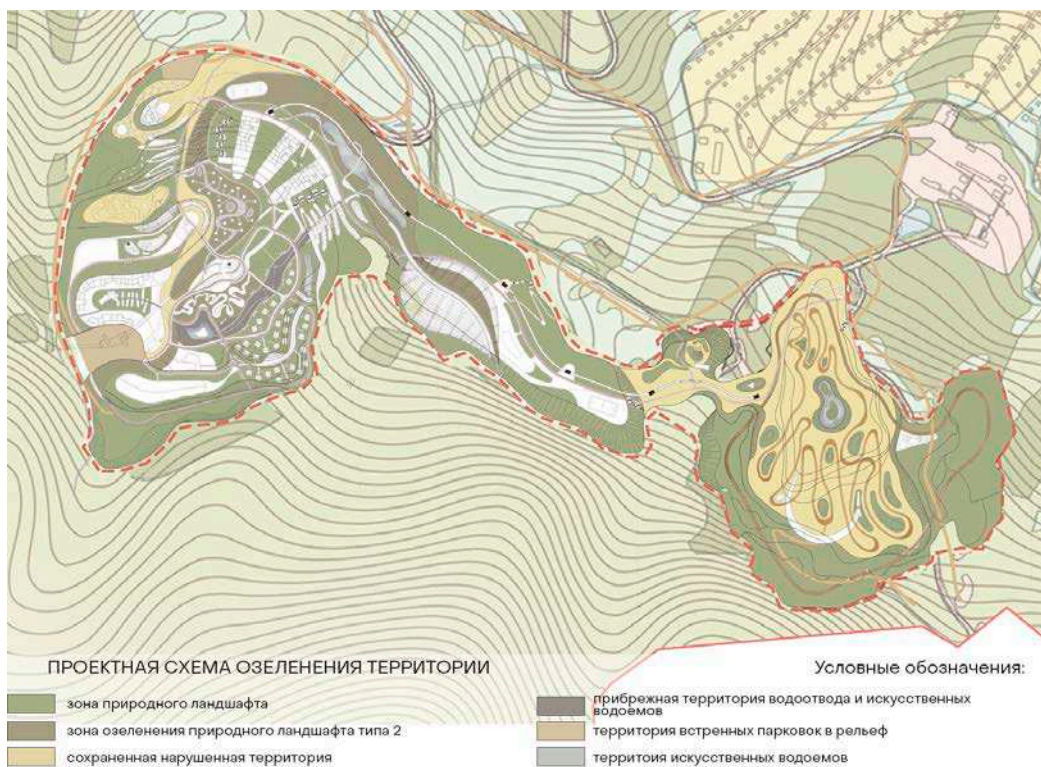 ПРОЕКТНАЯ СХЕМА ОЗЕЛЕНЕНИЯ ТЕРРИТОРИИ
зона природного ландшафта
зона озеленения природного ландшафта типа 2
сохраненная нарушенная территория
Условные обозначения:
прибрежная территория водоотвода и искусственных
водоемов
территория встренных парковок в рельеф
территоия искусственных водоемов